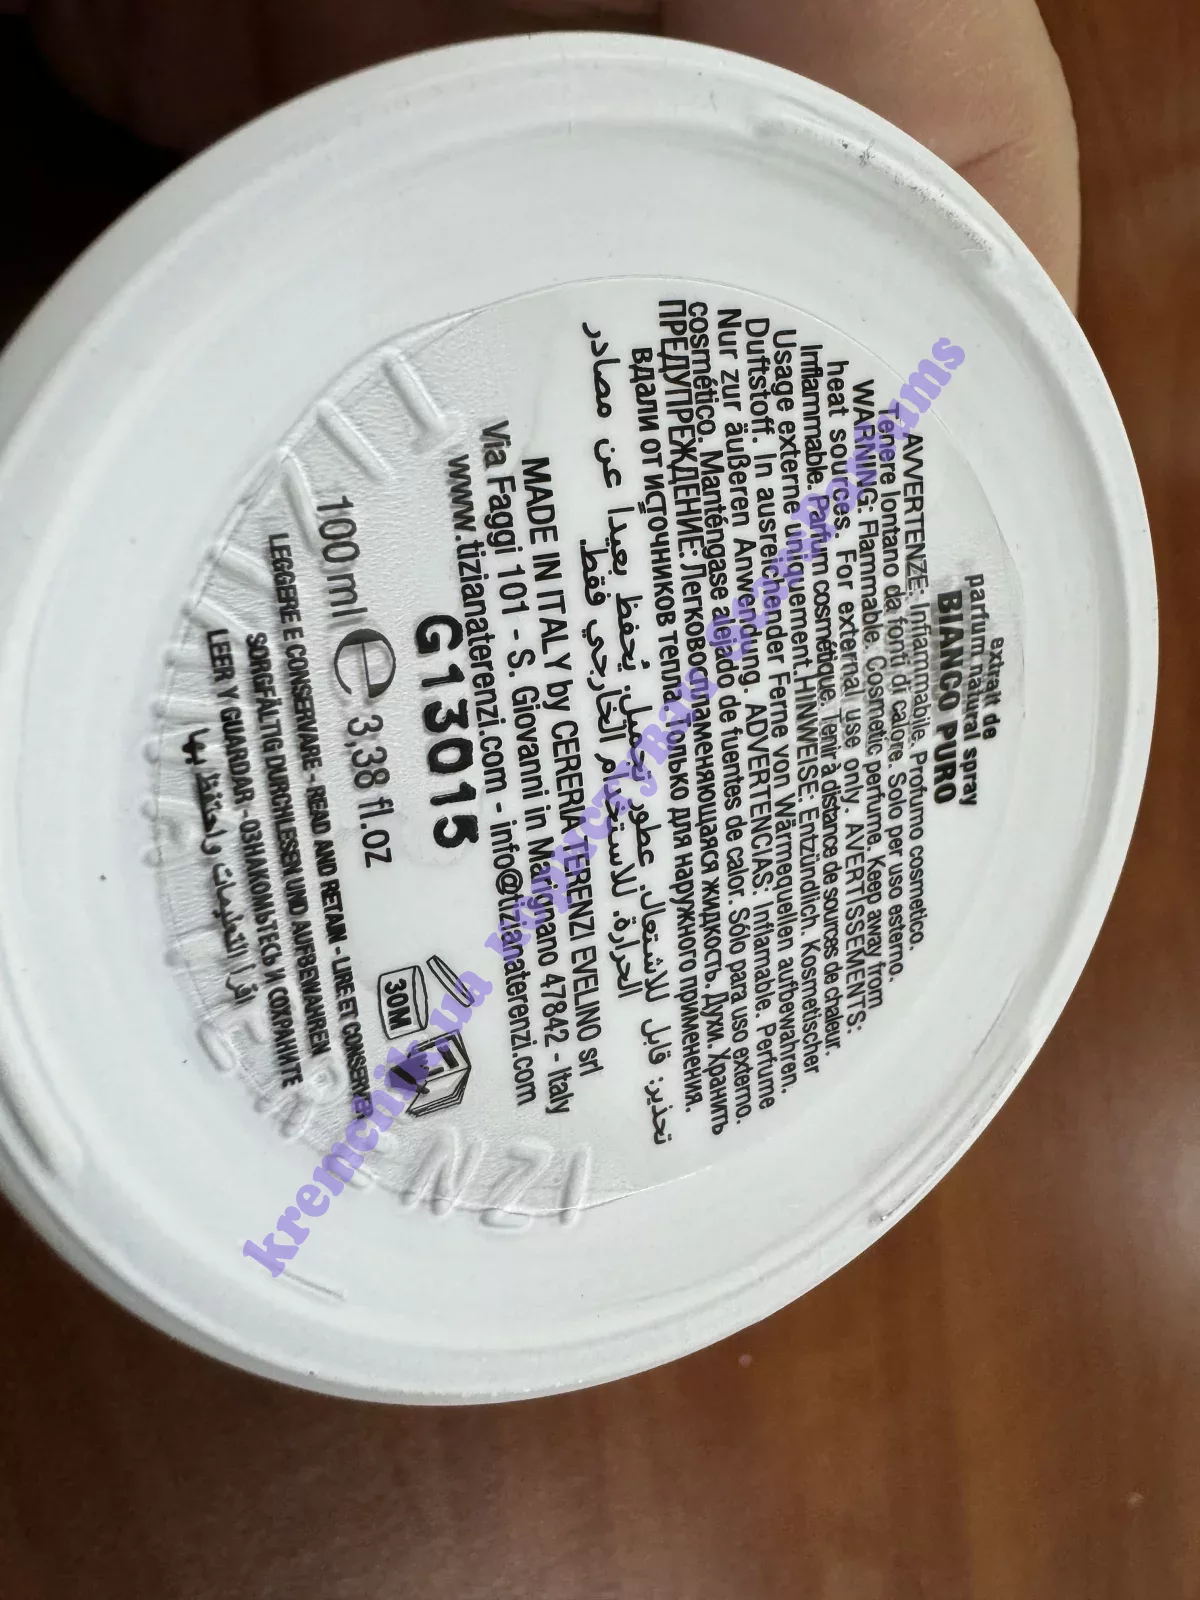 extrait de
parfum natural spray
BIANCO PURO
AVVERTENZE: Infiammabile. Profumo cosmetico.
Tenere lontano da fonti di calore. Solo per uso esterno.
WARNING: Flammable. Cosmetic perfume. Keep away from
heat sources. For external use only. AVERTISSEMENTS:
Inflammable. Parfum cosmétique. Tenir à distance de sources de chaleur.
Usage externe uniquement. HINWEISE: Entzündlich. Kosmetischer
Duftstoff. In ausreichender Ferne von Wärmequellen aufbewahren.
Nur zur äußeren Anwendung. ADVERTENCIAS: Inflamable. Perfume
cosmético. Manténgase alejado de fuentes de calor. Sólo para uso externo.
ПРЕДУПРЕЖДЕНИЕ: Легковоспламеняющаяся жидкость. Духи. Хранить
вдали от источников тепла. Только для наружного применения.
تحذير: قابل للاشتعال. عطور تجميل. يُحفظ بعيدا عن مصادر
الحرارة. للاستخدام الخارجي فقط.
MADE IN ITALY by CERERIA TERENZI EVELINO srl
Via Faggi 101 - S. Giovanni in Marignano 47842 - Italy
www.tizianaterenzi.com - info@tizianaterenzi.com
G13015
100 ml e 3,38 fl.oz
30M
LEGGERE E CONSERVARE - READ AND RETAIN - LIRE ET CONSERVER
SORGFÄLTIG DURCHLESEN UND AUFBEWAHREN
LEER Y GUARDAR - ОЗНАКОМЬТЕСЬ И СОХРАНИТЕ
اقرأ التعليمات واحتفظ بها
kremchik.ua